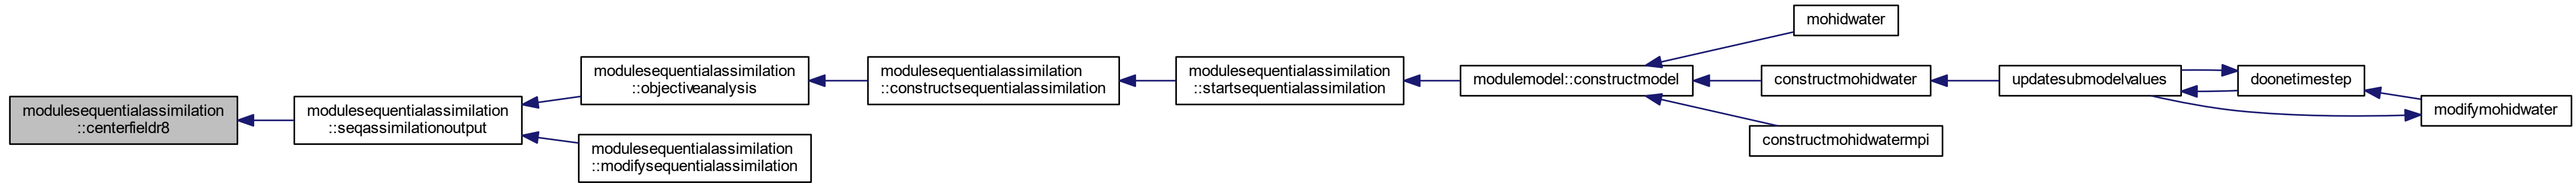 modulesequentialassimilation
::centerfieldr8
modulesequentialassimilation
::seqassimilationoutput
modulesequentialassimilation
::objectiveanalysis
modulesequentialassimilation
::modifysequentialassimilation
modulesequentialassimilation
::constructsequentialassimilation
modulesequentialassimilation
::startsequentialassimilation
modulemodel::constructmodel
mohidwater
constructmohidwater
constructmohidwatermpi
updatesubmodelvalues
doonetimestep
modifymohidwater